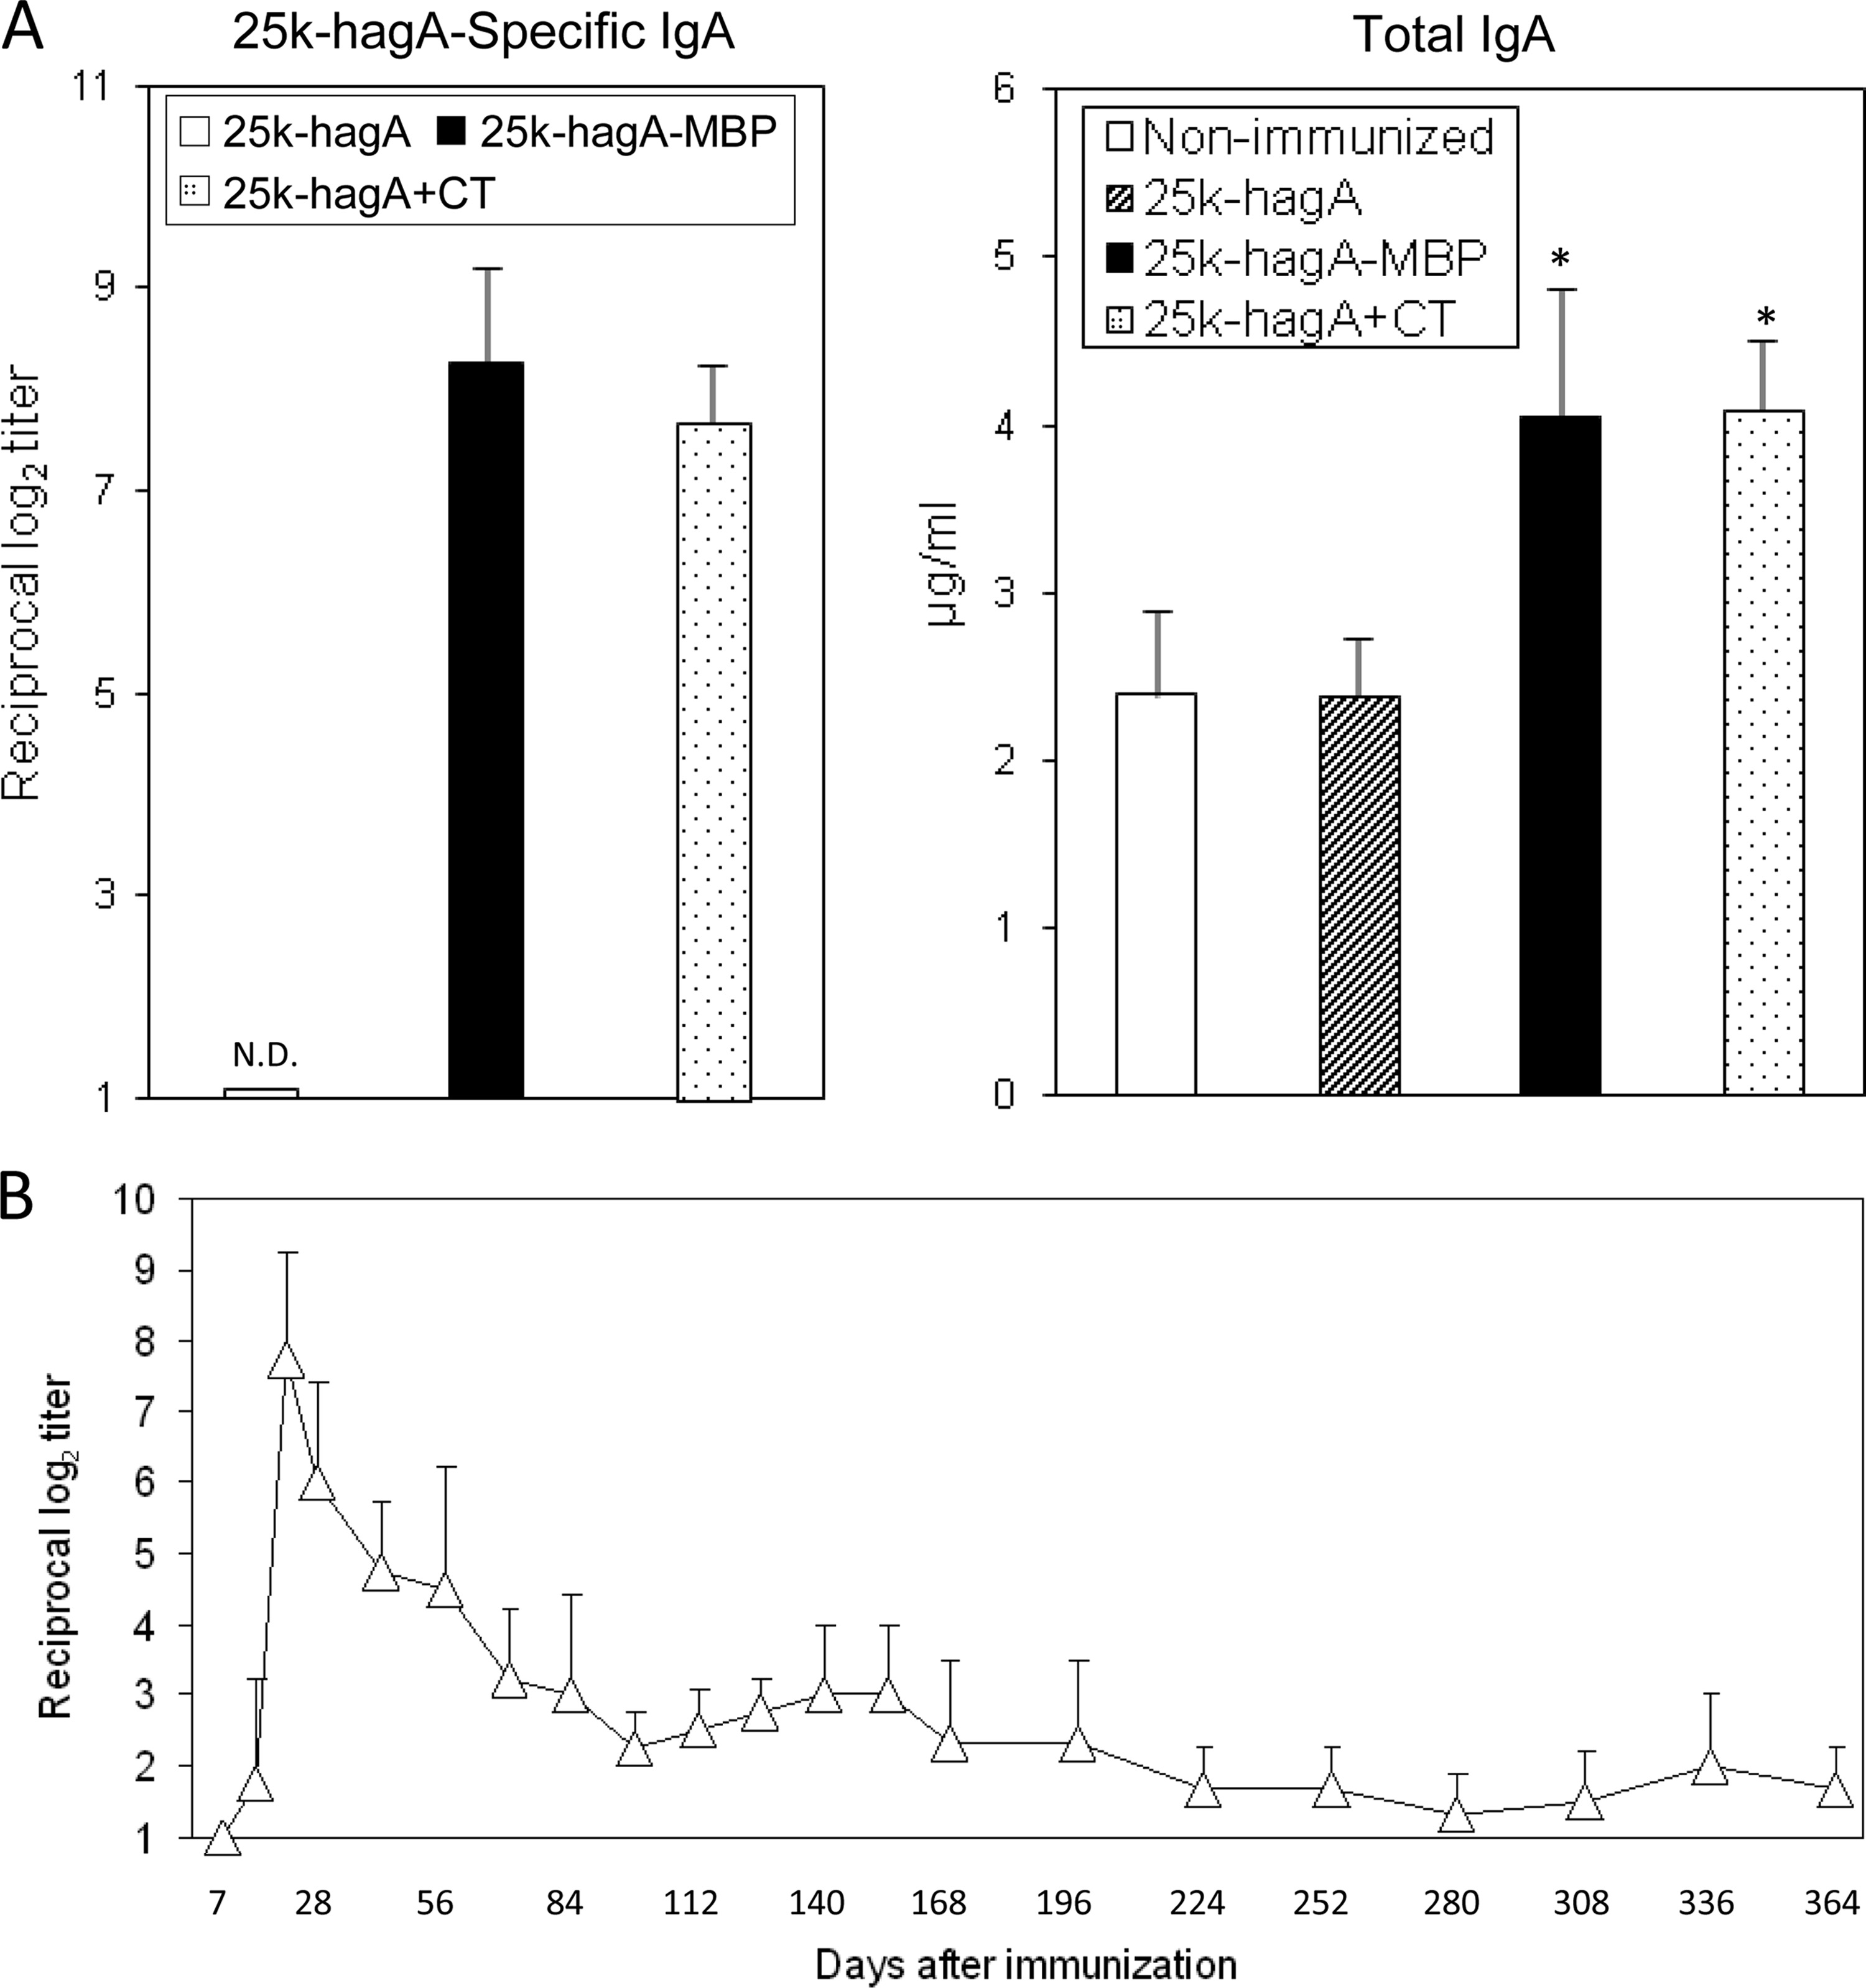 A
25k-hagA-Specific IgA
Total IgA
11
9
7
5
3
1
Reciprocal log2 titer
25k-hagA 25k-hagA-MBP
25k-hagA+CT
N.D.
6
5
4
3
2
1
0
µg/ml
Non-immunized
25k-hagA
25k-hagA-MBP
25k-hagA+CT
*
*
B
10
9
8
7
6
5
4
3
2
1
Reciprocal log2 titer
7 28 56 84 112 140 168 196 224 252 280 308 336 364
Days after immunization